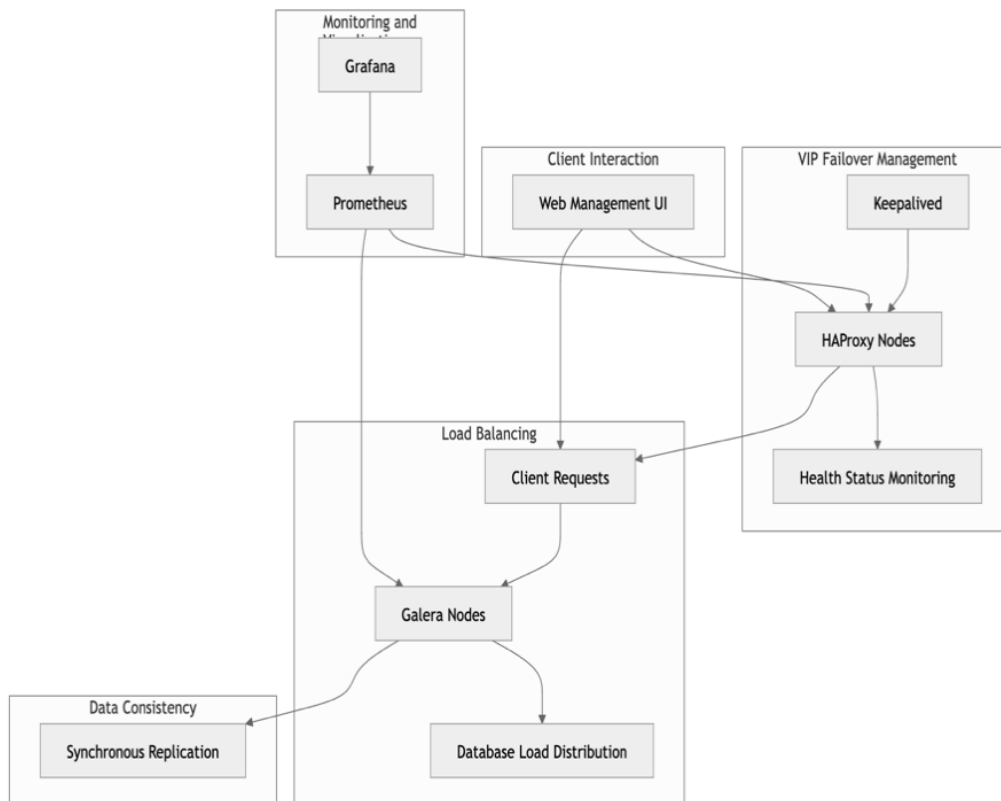 Monitoring and
Grafana
Prometheus
Client Interaction
Web Management UI
VIP Failover Management
Keepalived
HAProxy Nodes
Health Status Monitoring
Load Balancing
Client Requests
Galera Nodes
Database Load Distribution
Data Consistency
Synchronous Replication